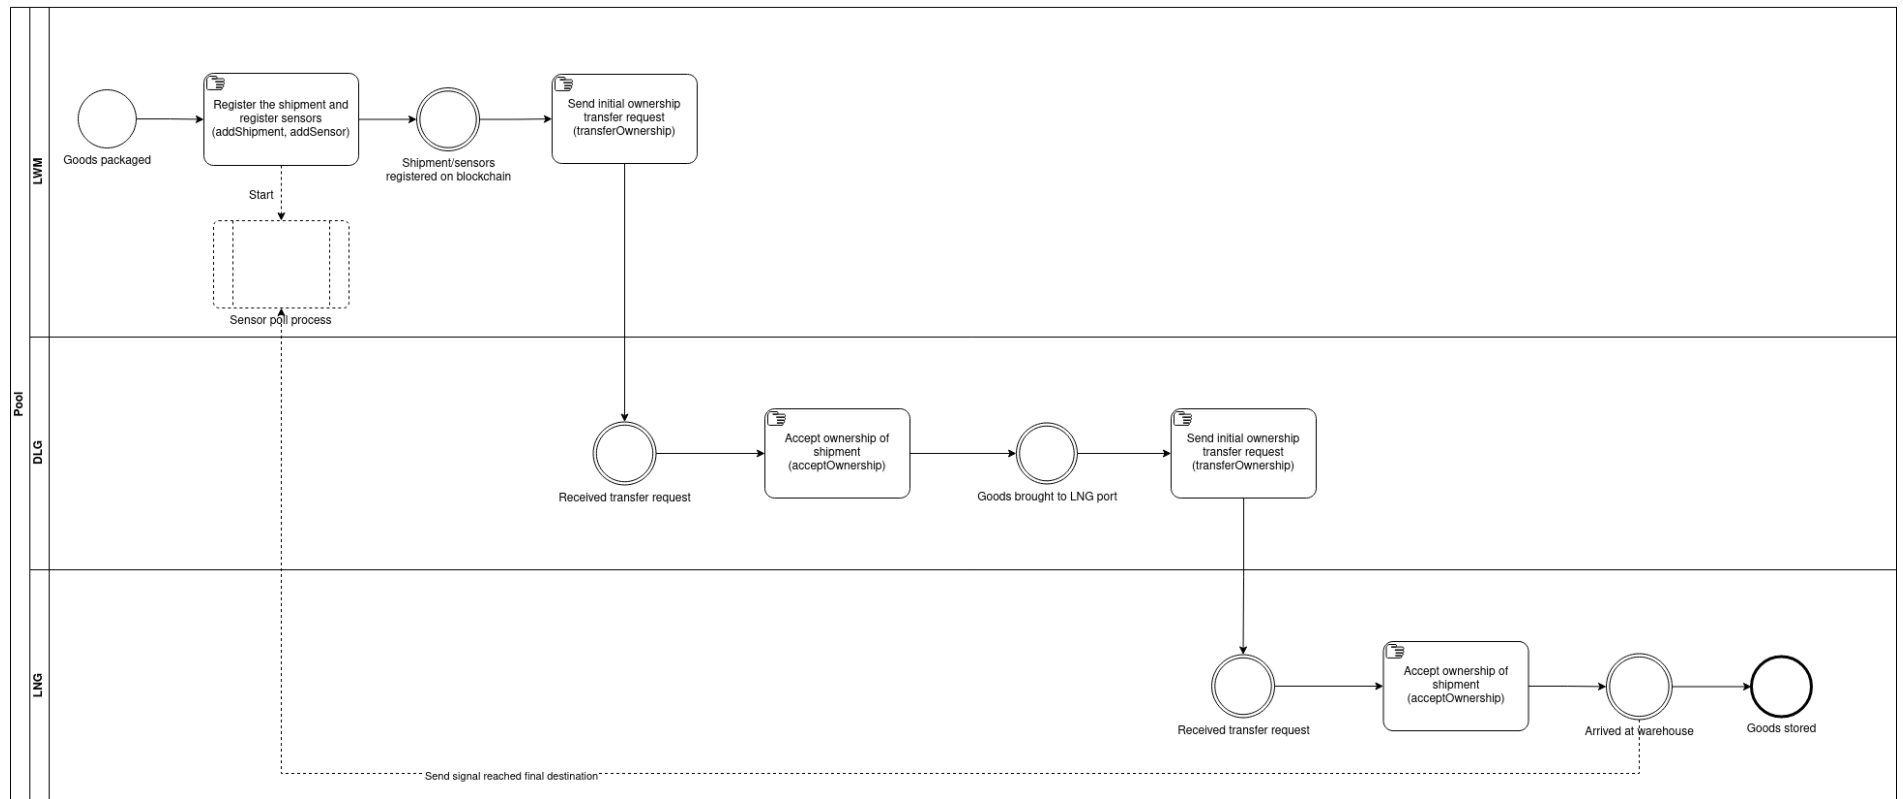 Pool
LWM
Goods packaged
Register the shipment and
register sensors
(addShipment, addSensor)
Shipment/sensors
registered on blockchain
Send initial ownership
transfer request
(transferOwnership)
Start
Sensor poll process
DLG
Received transfer request
Accept ownership of
shipment
(acceptOwnership)
Goods brought to LNG port
Send initial ownership
transfer request
(transferOwnership)
LNG
Received transfer request
Accept ownership of
shipment
(acceptOwnership)
Arrived at warehouse
Goods stored
Send signal reached final destination